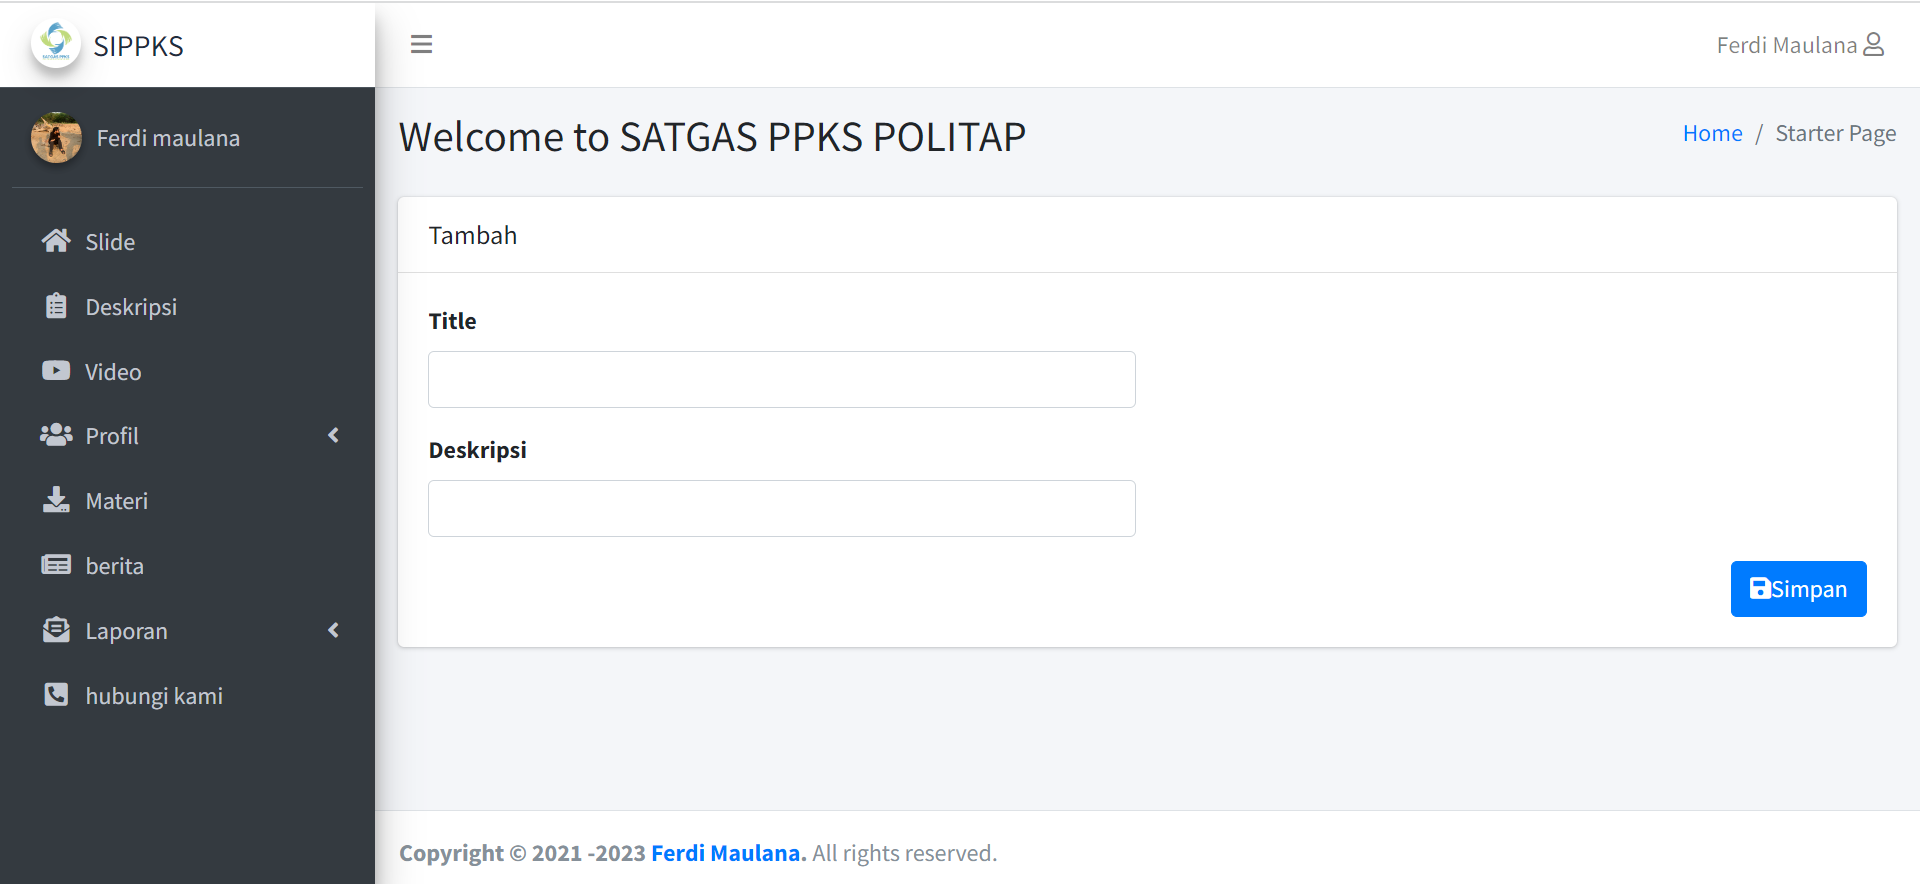 SIPPKS
Ferdi Maulana
Ferdi maulana
Welcome to SATGAS PPKS POLITAP
Home / Starter Page
Slide
Deskripsi
Video
Profil
Materi
berita
Laporan
hubungi kami
Tambah
Title
Deskripsi
Simpan
Copyright © 2021 -2023 Ferdi Maulana. All rights reserved.